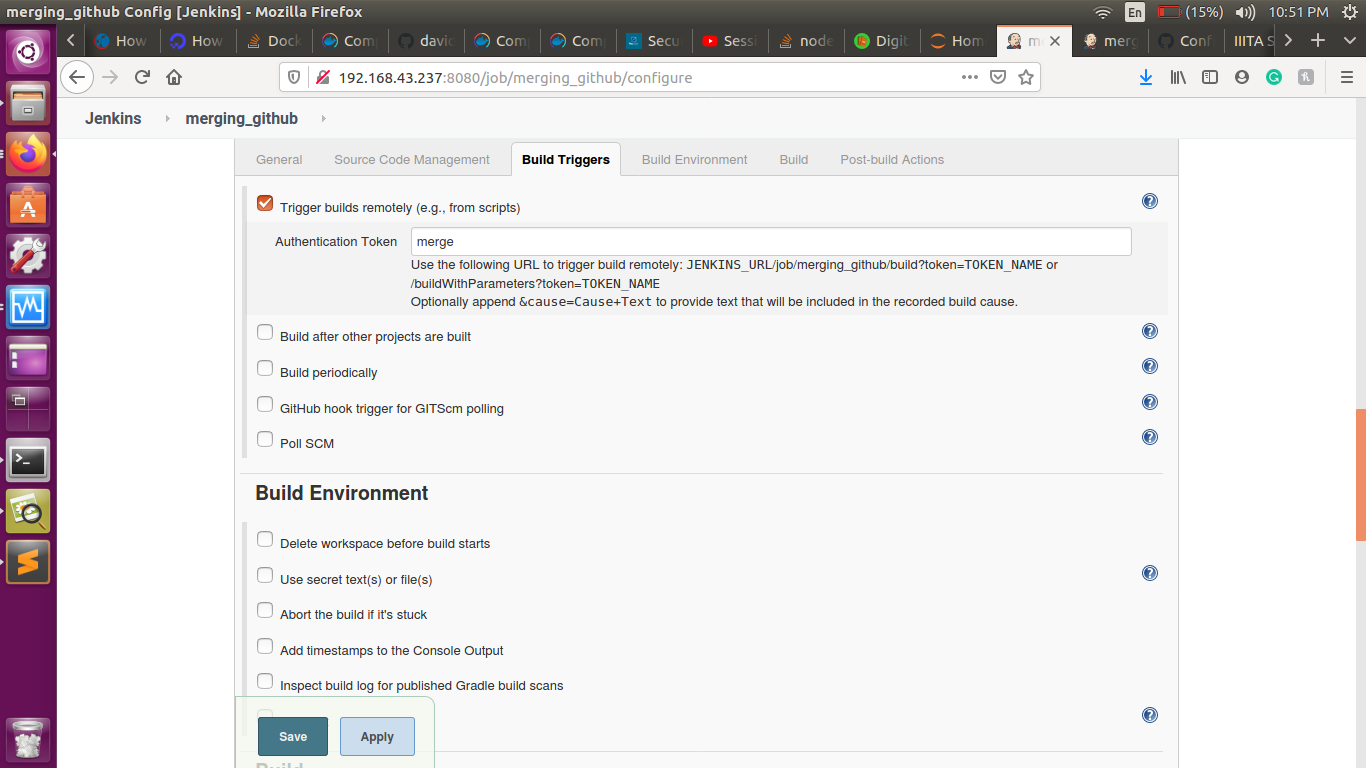 merging_github Config [Jenkins] - Mozilla Firefox
En
(15%)
10:51 PM
How
How
Dock
Com
davic
Com
Com
Secu
Sessi
node
Digit
Hom
m
merg
Conf
IIITA S
192.168.43.237:8080/job/merging_github/configure
Jenkins
merging_github
General
Source Code Management
Build Triggers
Build Environment
Build
Post-build Actions
Trigger builds remotely (e.g., from scripts)
Authentication Token
merge
Use the following URL to trigger build remotely: JENKINS_URL/job/merging_github/build?token=TOKEN_NAME or
/buildWithParameters?token=TOKEN_NAME
Optionally append &cause=Cause+Text to provide text that will be included in the recorded build cause.
Build after other projects are built
Build periodically
GitHub hook trigger for GITScm polling
Poll SCM
Build Environment
Delete workspace before build starts
Use secret text(s) or file(s)
Abort the build if it's stuck
Add timestamps to the Console Output
Inspect build log for published Gradle build scans
Save
Apply
Build